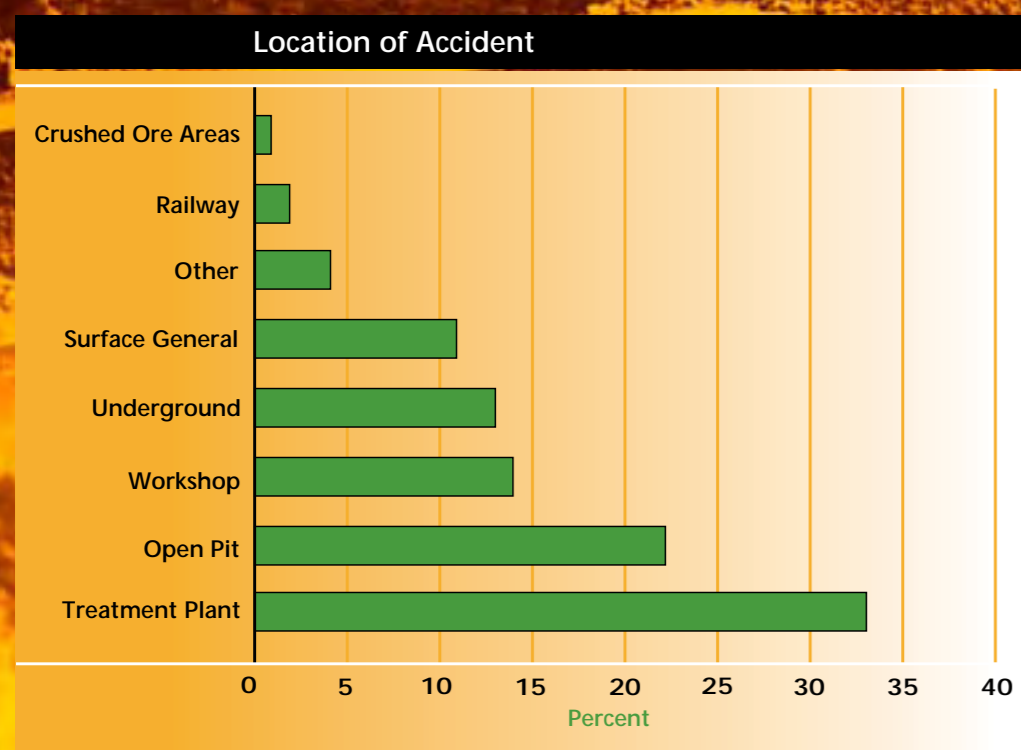 Location of Accident
Crushed Ore Areas
Railway
Other
Surface General
Underground
Workshop
Open Pit
Treatment Plant
0 5 10 15 20 25 30 35 40
Percent